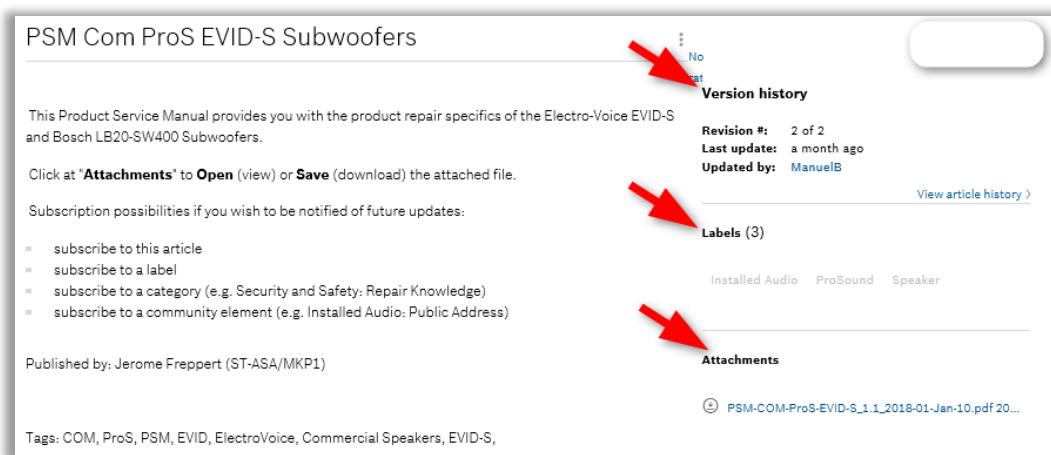 PSM Com ProS EVID-S Subwoofers
This Product Service Manual provides you with the product repair specifics of the Electro-Voice EVID-S
and Bosch LB20-SW400 Subwoofers.
Click at "Attachments" to Open (view) or Save (download) the attached file.
Subscription possibilities if you wish to be notified of future updates:
subscribe to this article
subscribe to a label
subscribe to a category (e.g. Security and Safety: Repair Knowledge)
subscribe to a community element (e.g. Installed Audio: Public Address)
Published by: Jerome Freppert (ST-ASA/MKP1)
Tags: COM, ProS, PSM, EVID, ElectroVoice, Commercial Speakers, EVID-S,
No
Version history
Revision #: 2 of 2
Last update: a month ago
Updated by: ManuelB
View article history >
Labels (3)
Installed Audio ProSound Speaker
Attachments
PSM-COM-ProS-EVID-S_1.1_2018-01-Jan-10.pdf 20...